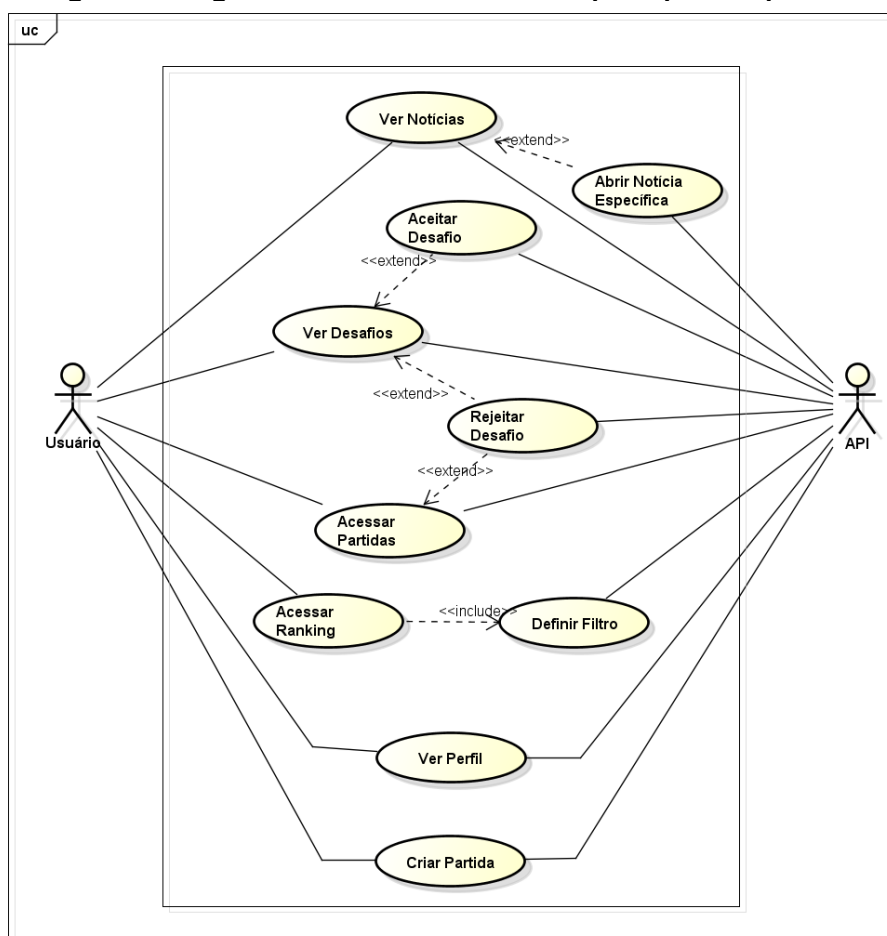 uc
Ver Notícias
<<extend>>
Abrir Notícia
Específica
Aceitar
Desafio
<<extend>>
Ver Desafios
<<extend>>
Rejeitar
Desafio
Usuário
API
<<extend>>
Acessar
Partidas
Acessar
Ranking
<<include>>
Definir Filtro
Ver Perfil
Criar Partida